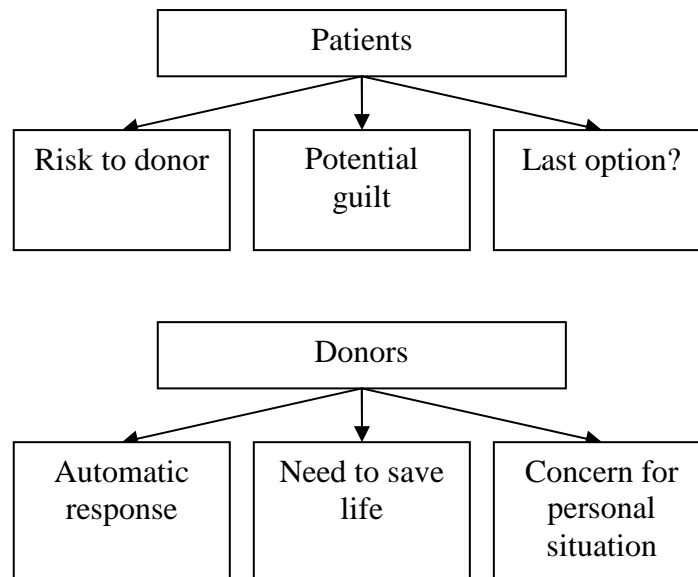 Patients
Risk to donor
Potential
guilt
Last option?
Donors
Automatic
response
Need to save
life
Concern for
personal
situation